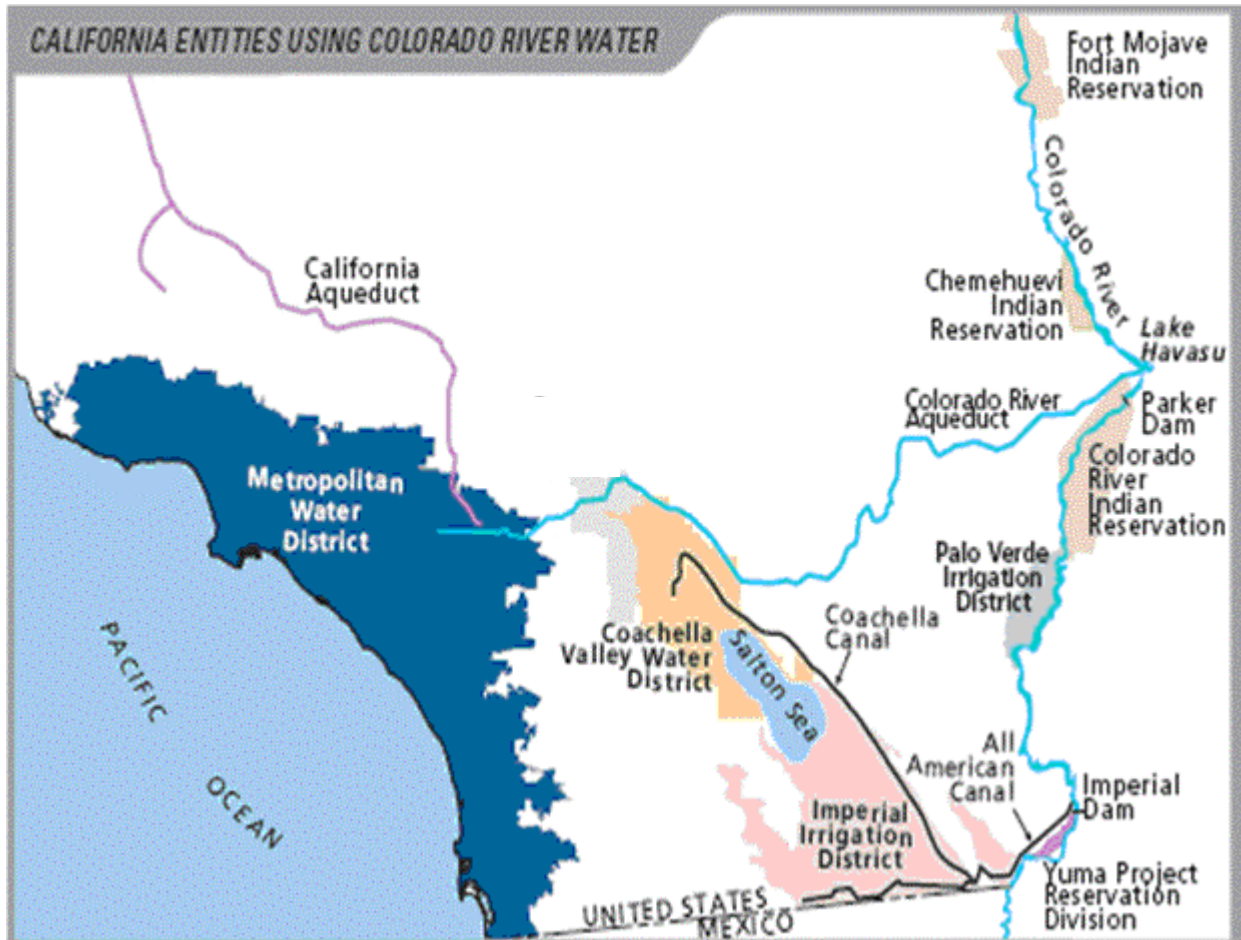 CALIFORNIA ENTITIES USING COLORADO RIVER WATER
Fort Mojave
Indian
Reservation
Colorado River
California
Aqueduct
Chemehuevi
Indian
Reservation
Lake
Havasu
Colorado River
Aqueduct
Parker
Dam
Metropolitan
Water
District
Colorado
River
Indian
Reservation
Palo Verde
Irrigation
District
Coachella
Canal
Coachella
Valley Water
District
Salton Sea
PACIFIC
OCEAN
All
American
Canal
Imperial
Dam
Imperial
Irrigation
District
Yuma Project
Reservation
Division
UNITED STATES
MEXICO